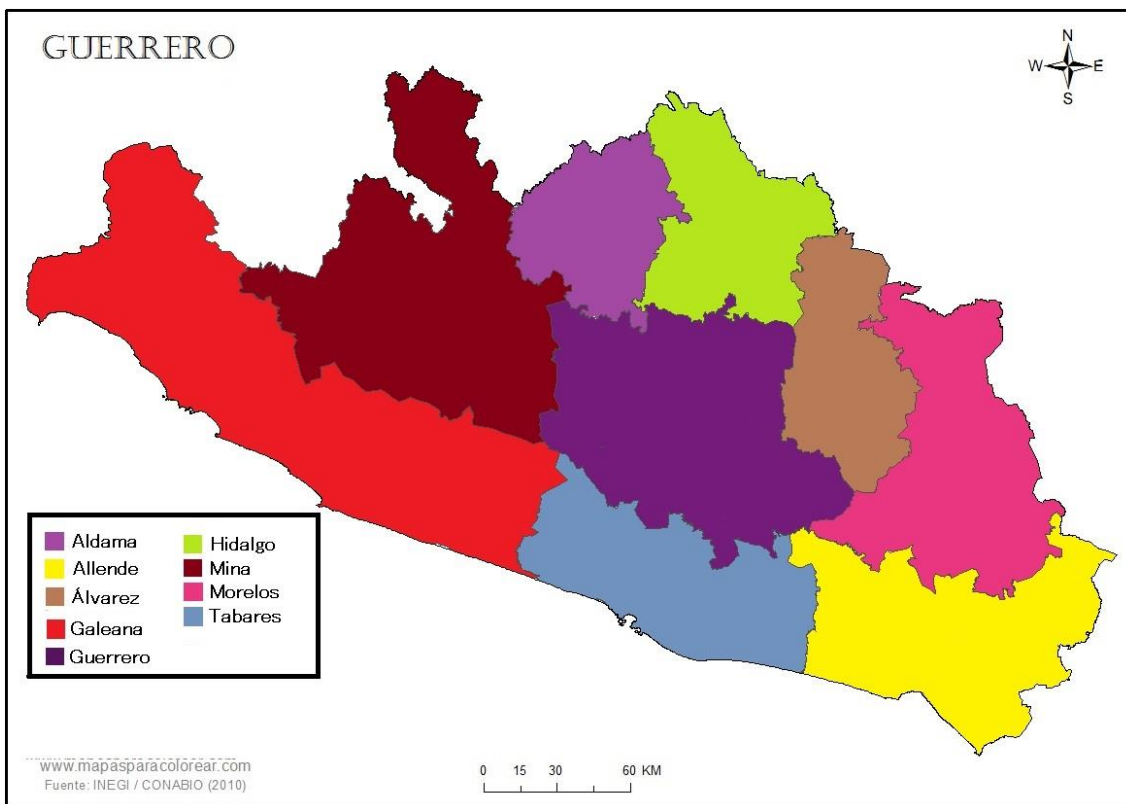 GUERRERO
N
W E
S
Aldama
Allende
Álvarez
Galeana
Guerrero
Hidalgo
Mina
Morelos
Tabares
www.mapasparacolorear.com
Fuente: INEGI / CONABIO (2010)
0 15 30 60 KM